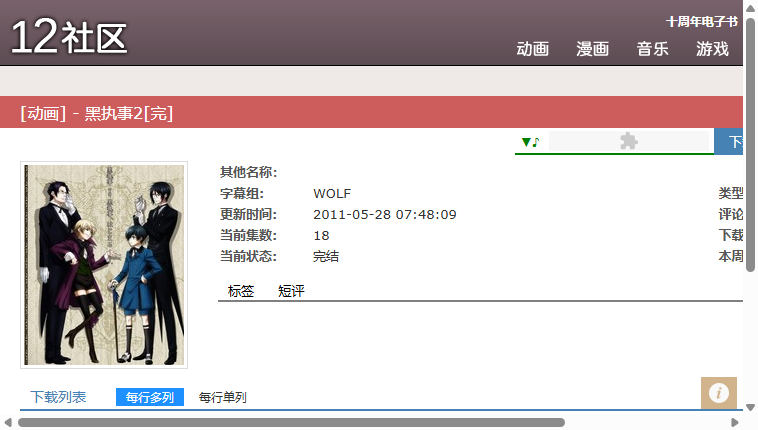 12社区
十周年电子书
动画 漫画 音乐 游戏
[动画] - 黑执事2[完]
▼♪
其他名称:
字幕组: WOLF 类型
更新时间: 2011-05-28 07:48:09 评论
当前集数: 18 下载
当前状态: 完结 本周
标签 短评
下载列表 每行多列 每行单列